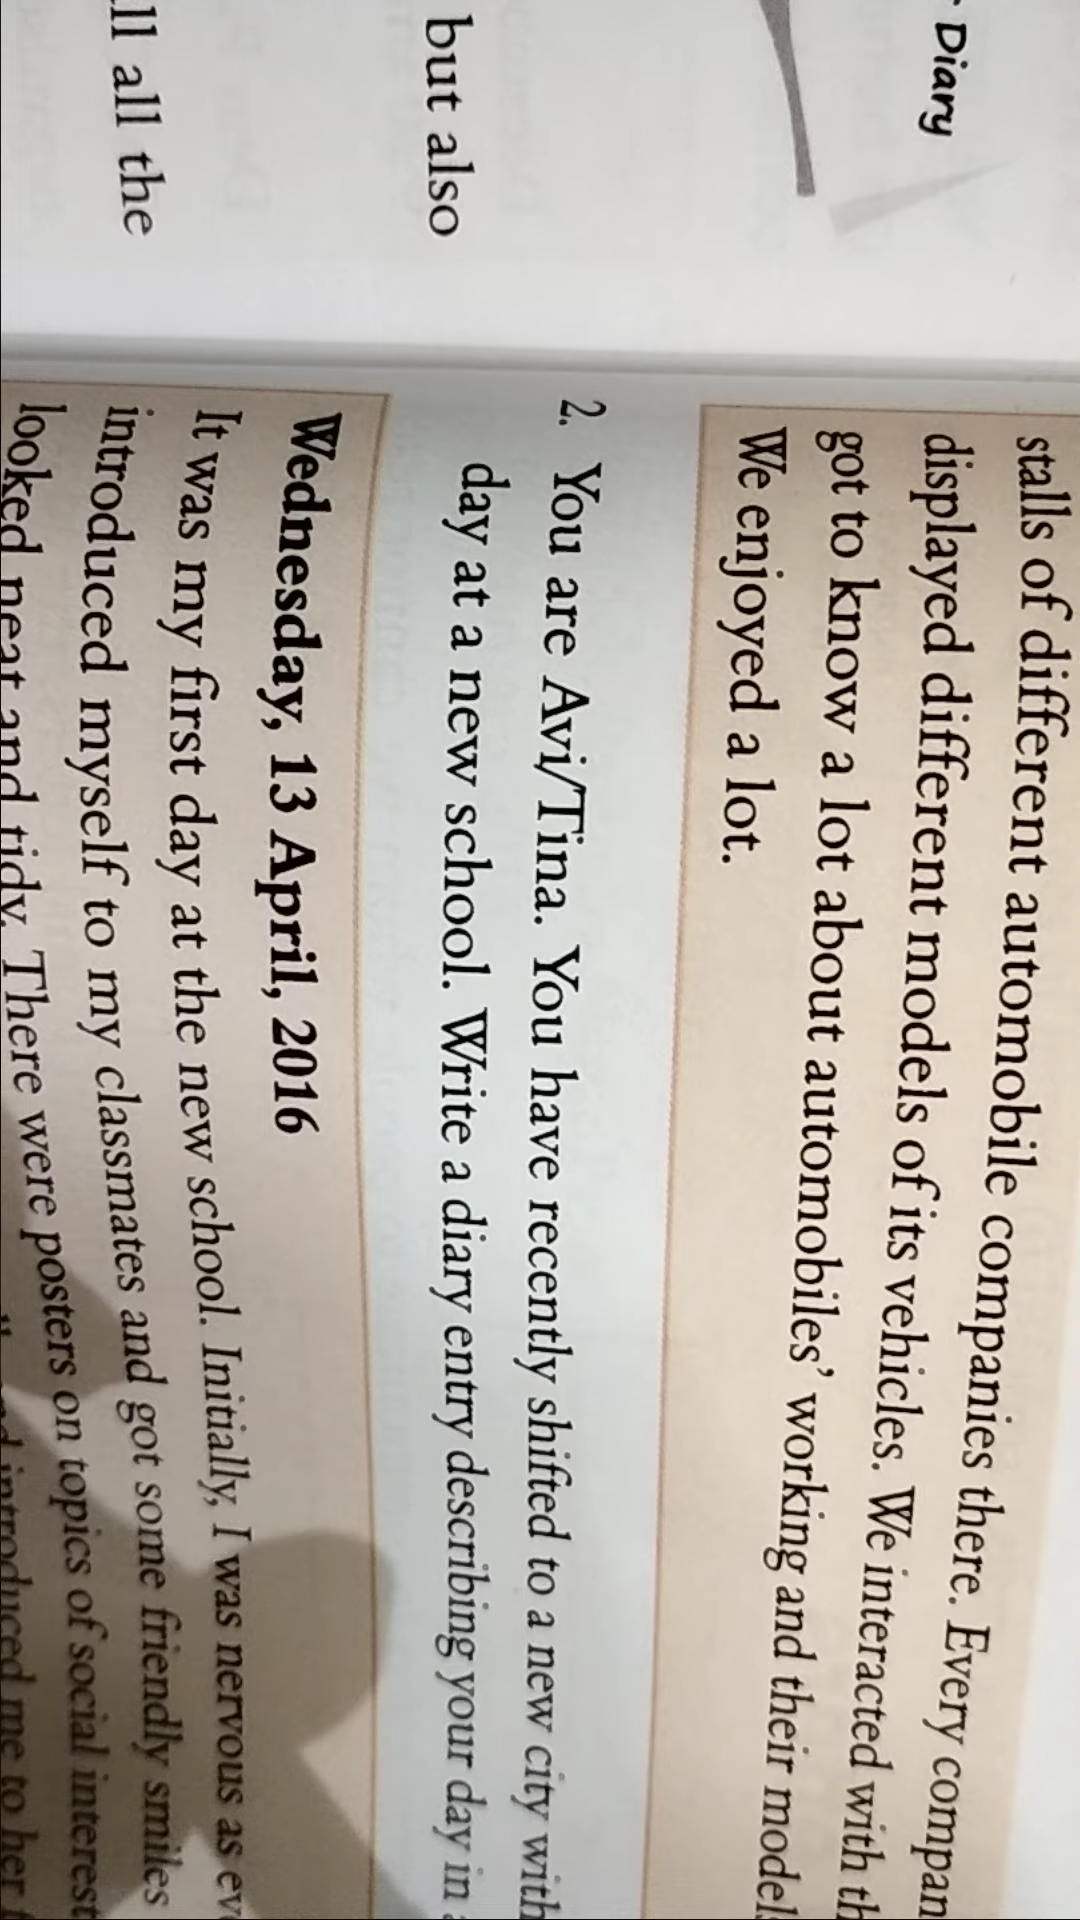 Diary
but also
all the
stalls of different automobile companies there. Every
displayed different models of its vehicles. We interacted with
got to know a lot about automobiles' working and their
We enjoyed a lot.
2. You are Avi/Tina. You have recently shifted to a new city with
day at a new school. Write a diary entry describing your day in
Wednesday, 13 April, 2016
It was my first day at the new school. Initially, I was nervous as
introduced myself to my classmates and got some friendly smiles
looked neat and tidy. There were posters on topics of social interest
introduced me to her